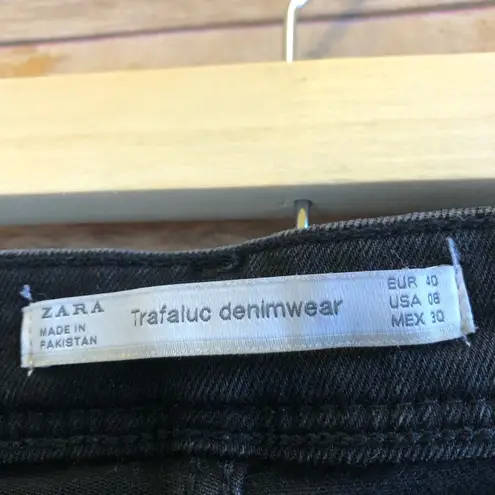 ZARA
MADE IN
PAKISTAN
Trafaluc denimwear
EUR 40
USA 08
MEX 30